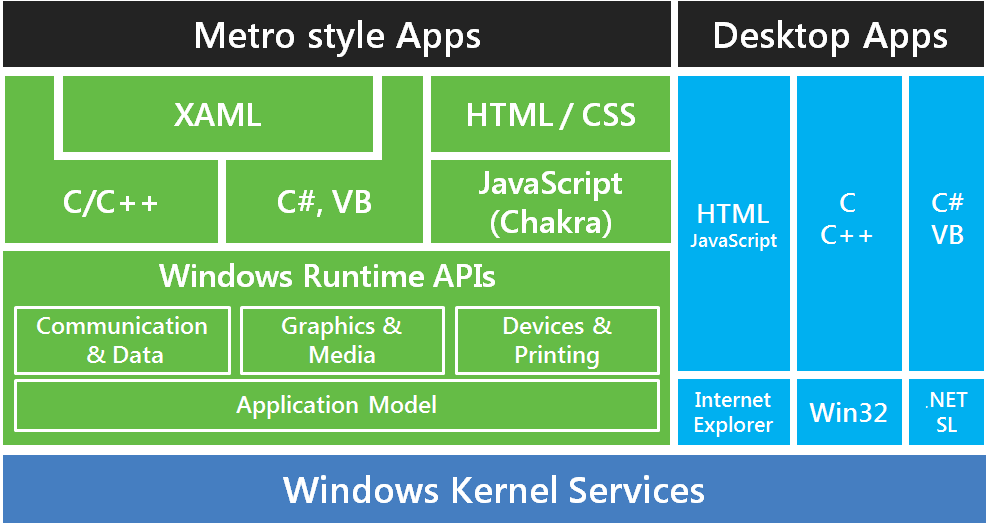 Metro style Apps
Desktop Apps
XAML
HTML / CSS
C/C++
C#, VB
JavaScript
(Chakra)
HTML
JavaScript
C
C++
C#
VB
Windows Runtime APIs
Communication
& Data
Graphics &
Media
Devices &
Printing
Application Model
Internet
Explorer
Win32
.NET
SL
Windows Kernel Services